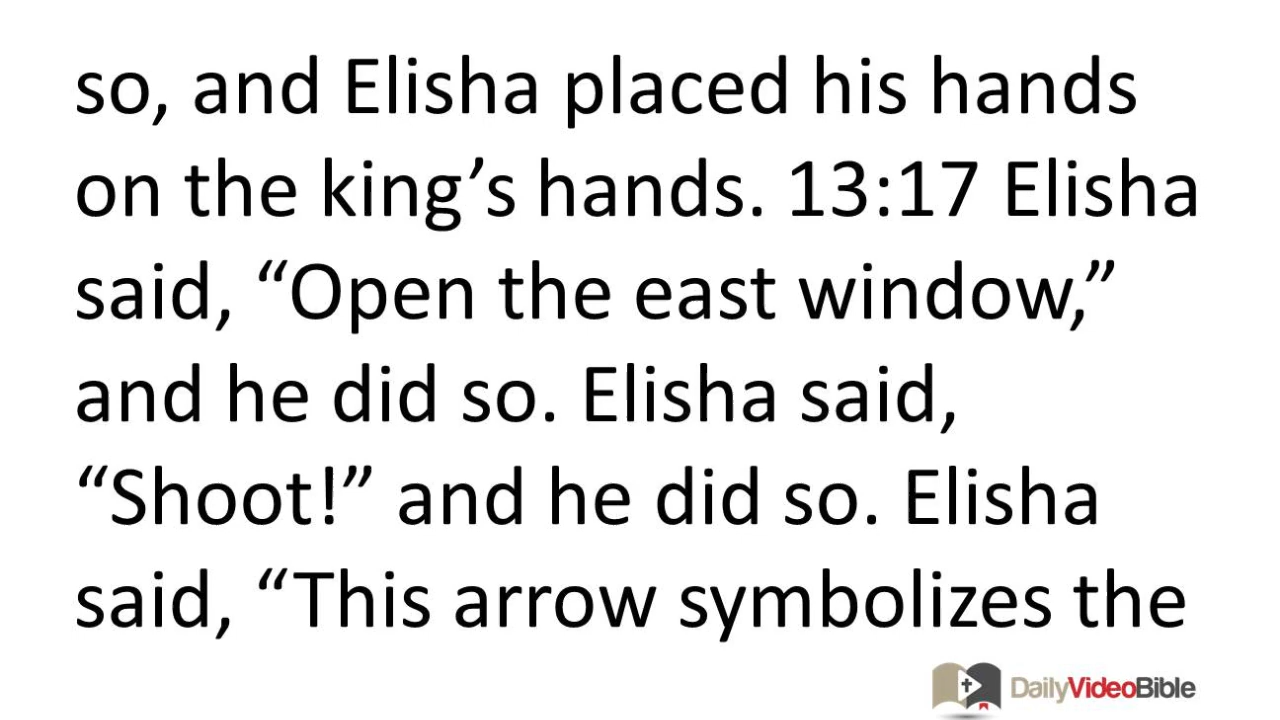 so, and Elisha placed his hands
on the king’s hands. 13:17 Elisha
said, “Open the east window,”
and he did so. Elisha said,
“Shoot!” and he did so. Elisha
said, “This arrow symbolizes the
DailyVideoBible